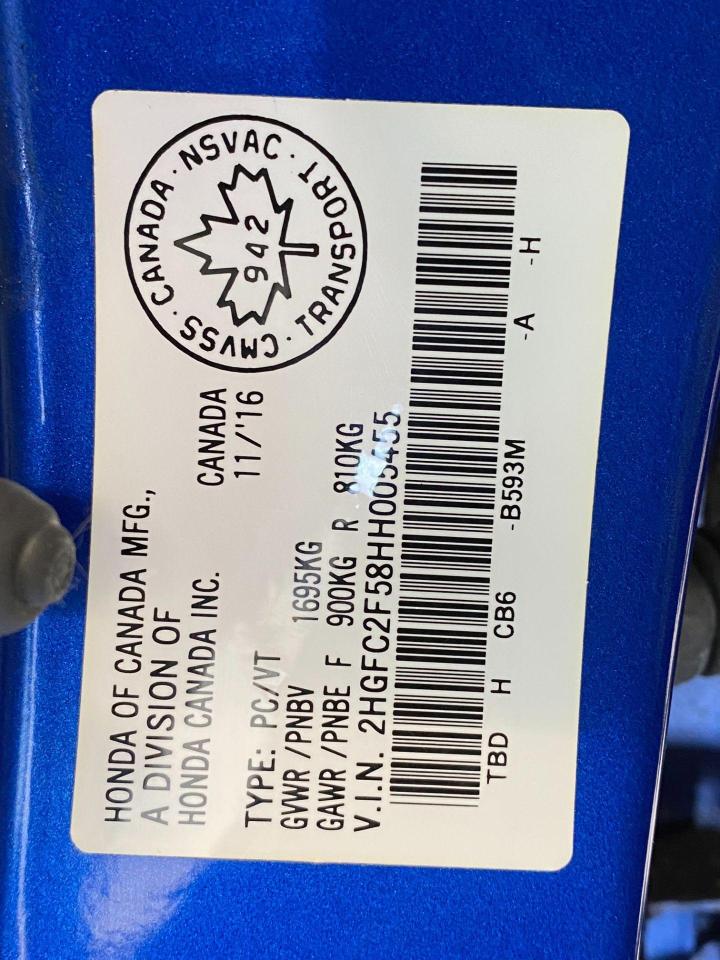 HONDA OF CANADA MFG.,
A DIVISION OF
HONDA CANADA INC.
CANADA
11/'16
CMVSS · CANADA · NSVAC · TRANSPORT ·
942
TYPE: PC/VT
GVWR /PNBV 1695KG
GAWR /PNBE F 900KG R 810KG
V.I.N. 2HGFC2F58HH005455
TBD H CB6 -B593M -A -H